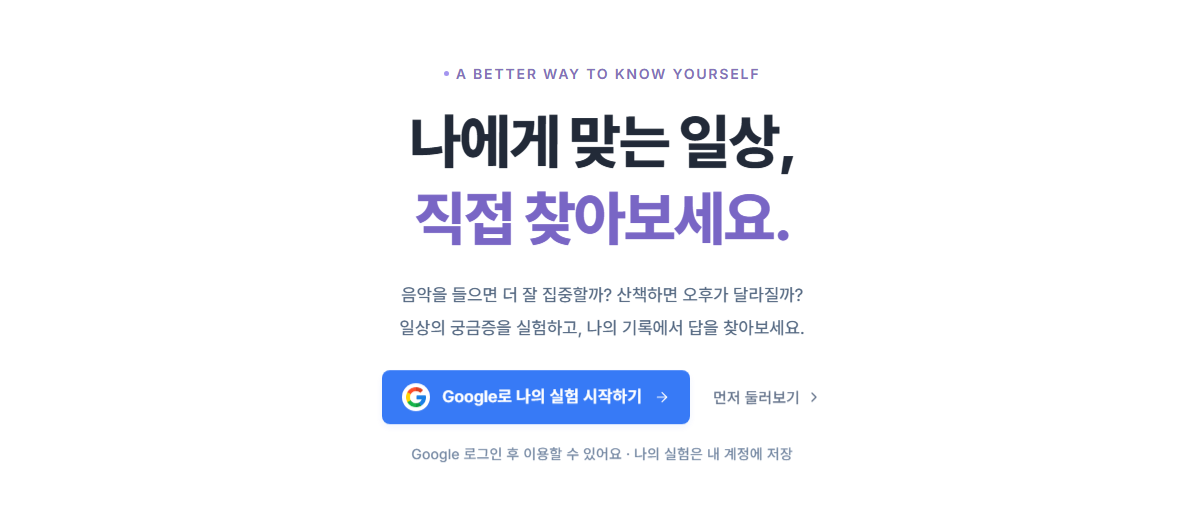 A BETTER WAY TO KNOW YOURSELF
나에게 맞는 일상,
직접 찾아보세요.
음악을 들으면 더 잘 집중할까? 산책하면 오후가 달라질까?
일상의 궁금증을 실험하고, 나의 기록에서 답을 찾아보세요.
Google로 나의 실험 시작하기 →
먼저 둘러보기 >
Google 로그인 후 이용할 수 있어요 · 나의 실험은 내 계정에 저장